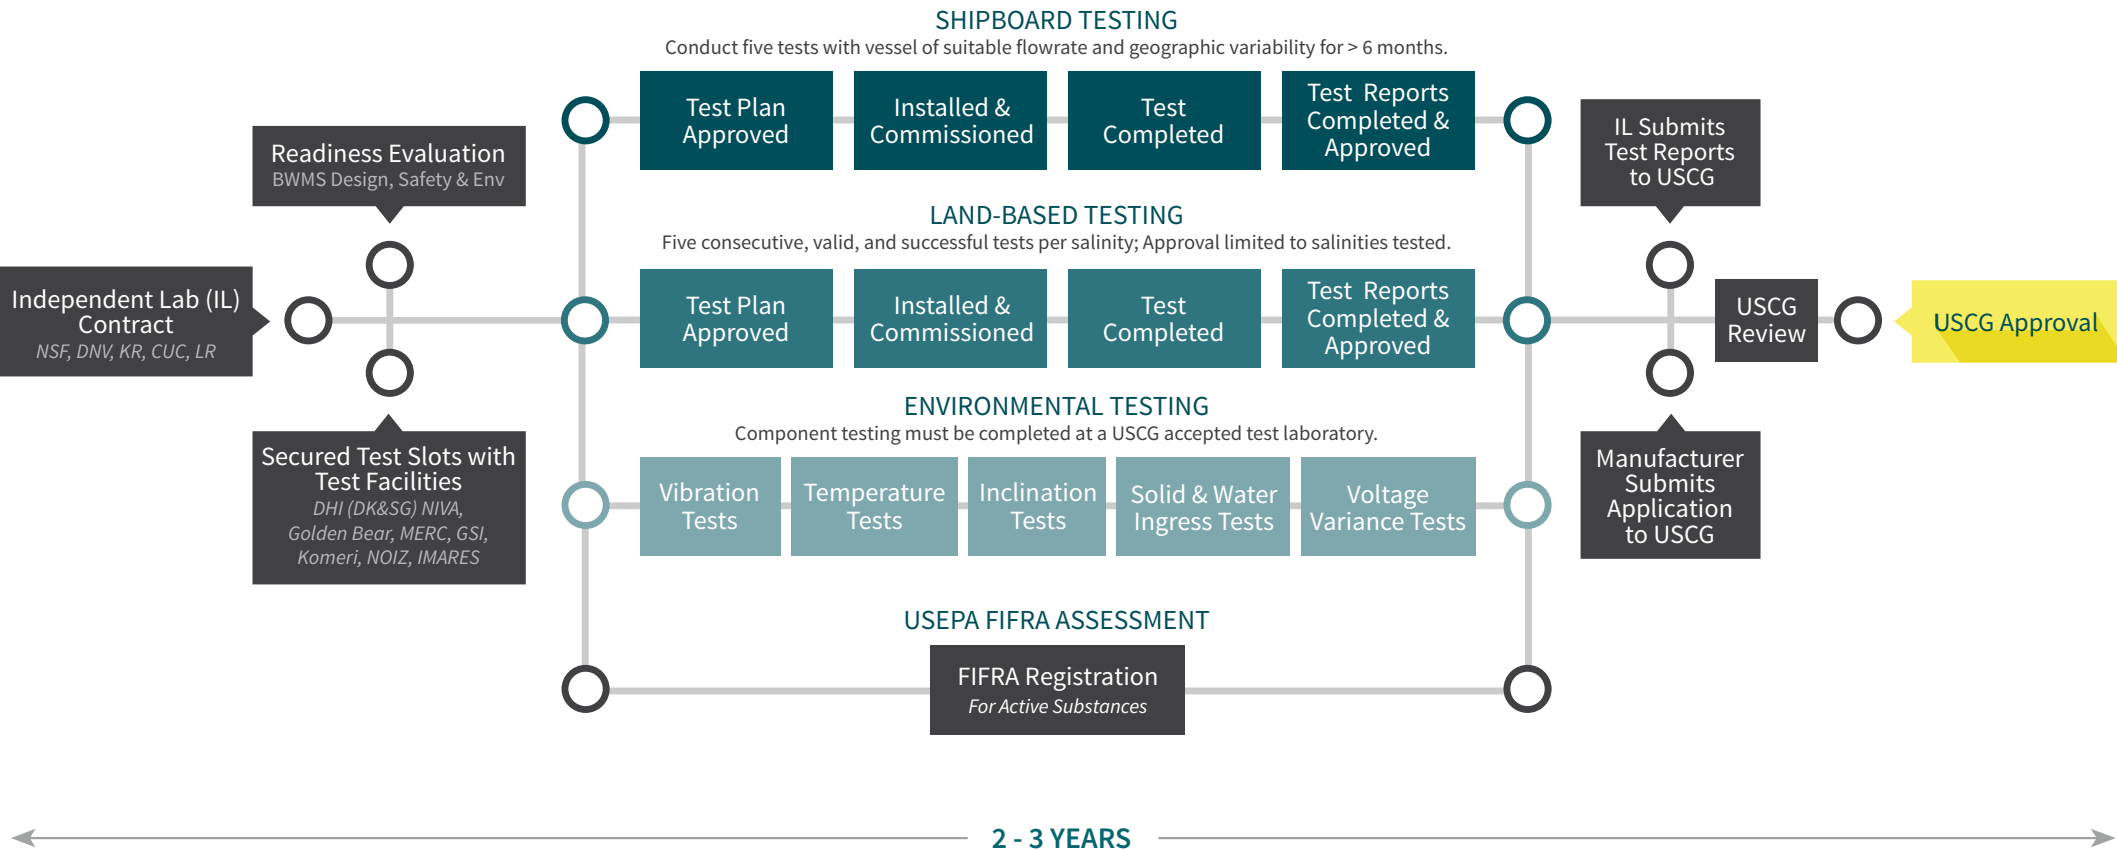 SHIPBOARD TESTING
Conduct five tests with vessel of suitable flowrate and geographic variability for > 6 months.
Test Plan
Approved
Installed &
Commissioned
Test
Completed
Test Reports
Completed &
Approved
Readiness Evaluation
BWMS Design, Safety & Env
IL Submits
Test Reports
to USCG
LAND-BASED TESTING
Five consecutive, valid, and successful tests per salinity; Approval limited to salinities tested.
Independent Lab (IL)
Contract
NSF, DNV, KR, CUC, LR
Test Plan
Approved
Installed &
Commissioned
Test
Completed
Test Reports
Completed &
Approved
USCG
Review
USCG Approval
ENVIRONMENTAL TESTING
Component testing must be completed at a USCG accepted test laboratory.
Secured Test Slots with
Test Facilities
DHI (DK&SG) NIVA,
Golden Bear, MERC, GSI,
Komeri, NOIZ, IMARES
Vibration
Tests
Temperature
Tests
Inclination
Tests
Solid & Water
Ingress Tests
Voltage
Variance Tests
Manufacturer
Submits
Application
to USCG
USEPA FIFRA ASSESSMENT
FIFRA Registration
For Active Substances
2 - 3 YEARS